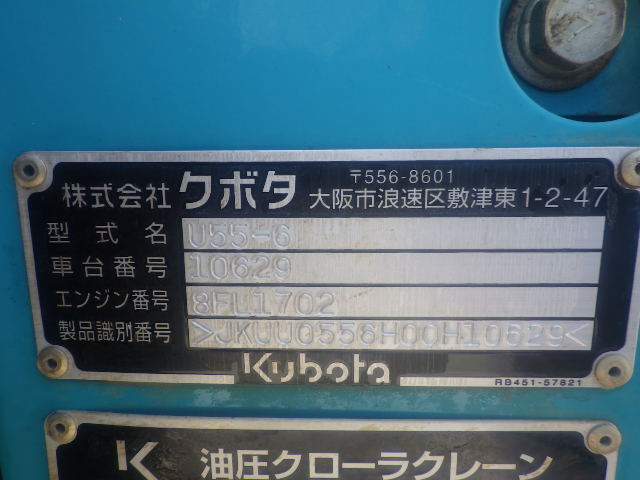 〒556-8601
株式会社 クボタ 大阪市浪速区敷津東1-2-47
型式名 U55-6
車台番号 10629
エンジン番号 8FL1702
製品識別番号 >JKUU0556H00H10629<
Kubota
RB451-57821
油圧クローラクレーン